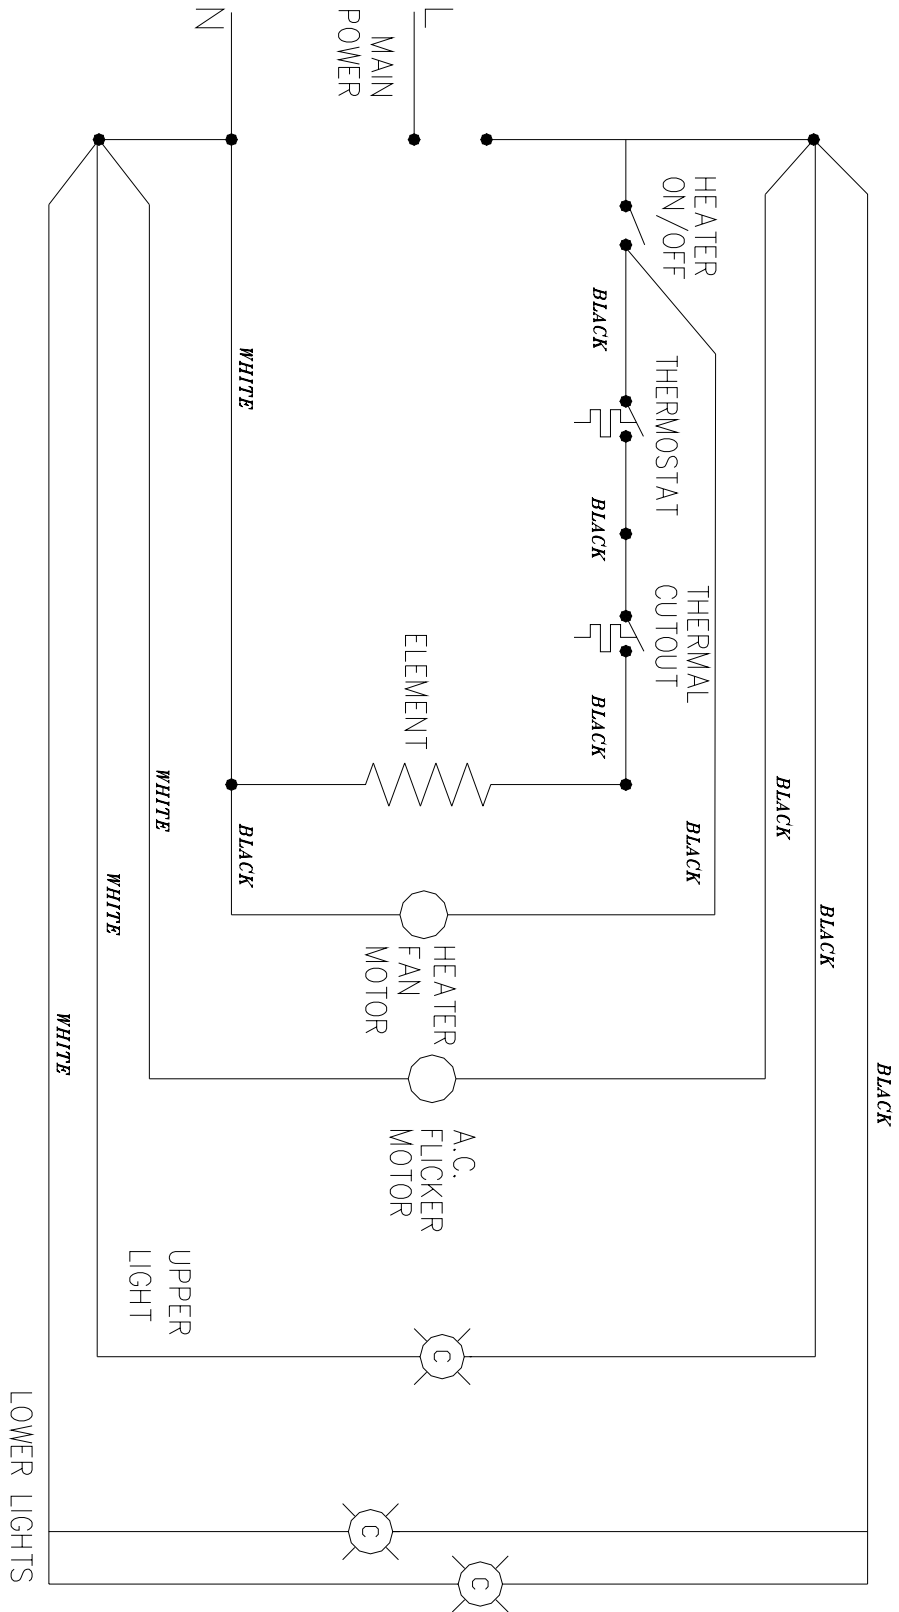 L
N
MAIN
POWER
HEATER
ON/OFF
BLACK
THERMOSTAT
BLACK
THERMAL
CUTOUT
BLACK
ELEMENT
WHITE
BLACK
BLACK
BLACK
BLACK
BLACK
HEATER
FAN
MOTOR
A.C.
FLICKER
MOTOR
WHITE
WHITE
WHITE
UPPER
LIGHT
C
C
C
LOWER LIGHTS